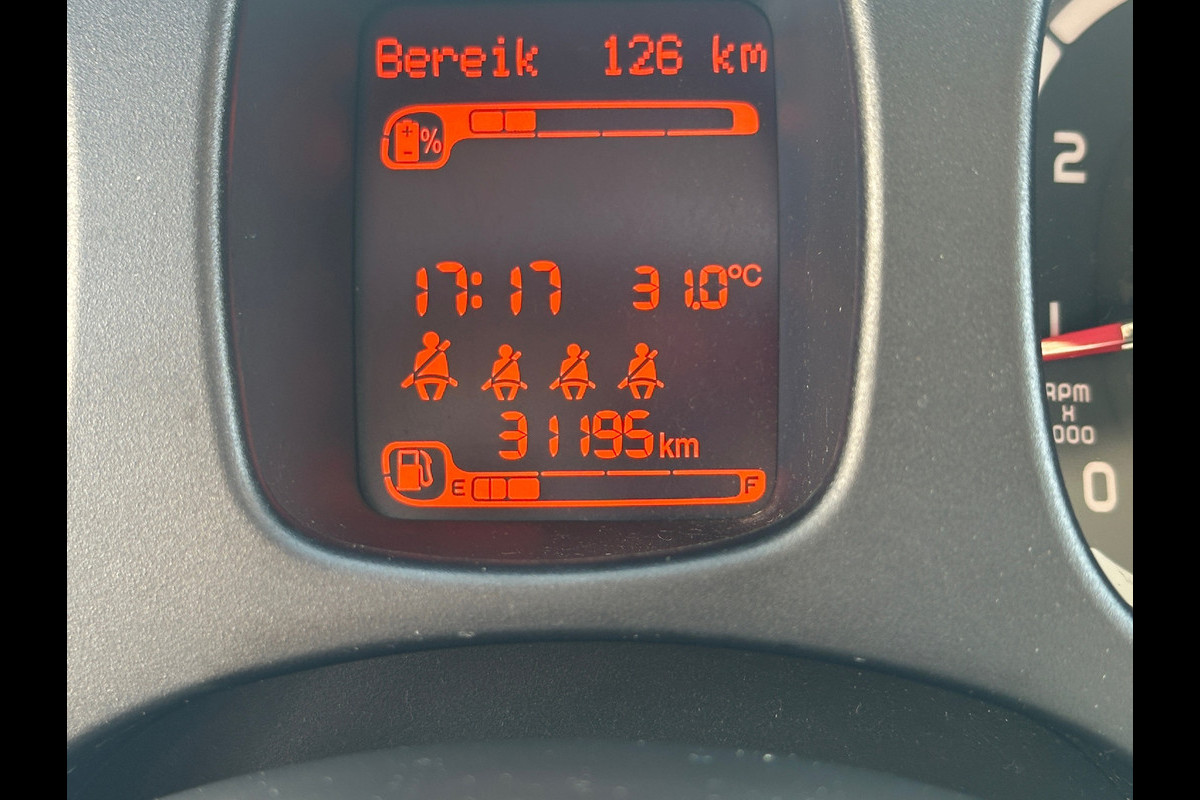 Bereik 126 km
+ - %
17:17 31.0°C
31195 km
E F
2
1
RPM
X
000
0